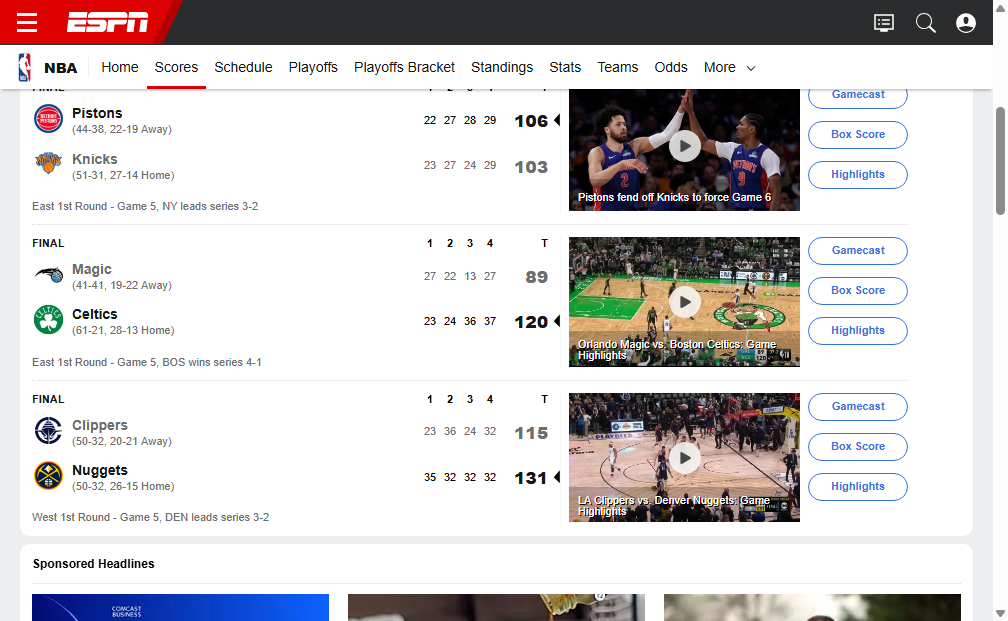 ESPN
NBA Home Scores Schedule Playoffs Playoffs Bracket Standings Stats Teams Odds More
FINAL 1 2 3 4 T
Pistons
(44-38, 22-19 Away)
22 27 28 29 106
Knicks
(51-31, 27-14 Home)
23 27 24 29 103
East 1st Round - Game 5, NY leads series 3-2
Pistons fend off Knicks to force Game 6
Gamecast
Box Score
Highlights
FINAL 1 2 3 4 T
Magic
(41-41, 19-22 Away)
27 22 13 27 89
Celtics
(61-21, 28-13 Home)
23 24 36 37 120
East 1st Round - Game 5, BOS wins series 4-1
Orlando Magic vs. Boston Celtics: Game
Highlights
Gamecast
Box Score
Highlights
FINAL 1 2 3 4 T
Clippers
(50-32, 20-21 Away)
23 36 24 32 115
Nuggets
(50-32, 26-15 Home)
35 32 32 32 131
West 1st Round - Game 5, DEN leads series 3-2
LA Clippers vs. Denver Nuggets: Game
Highlights
Gamecast
Box Score
Highlights
Sponsored Headlines
COMCAST
BUSINESS